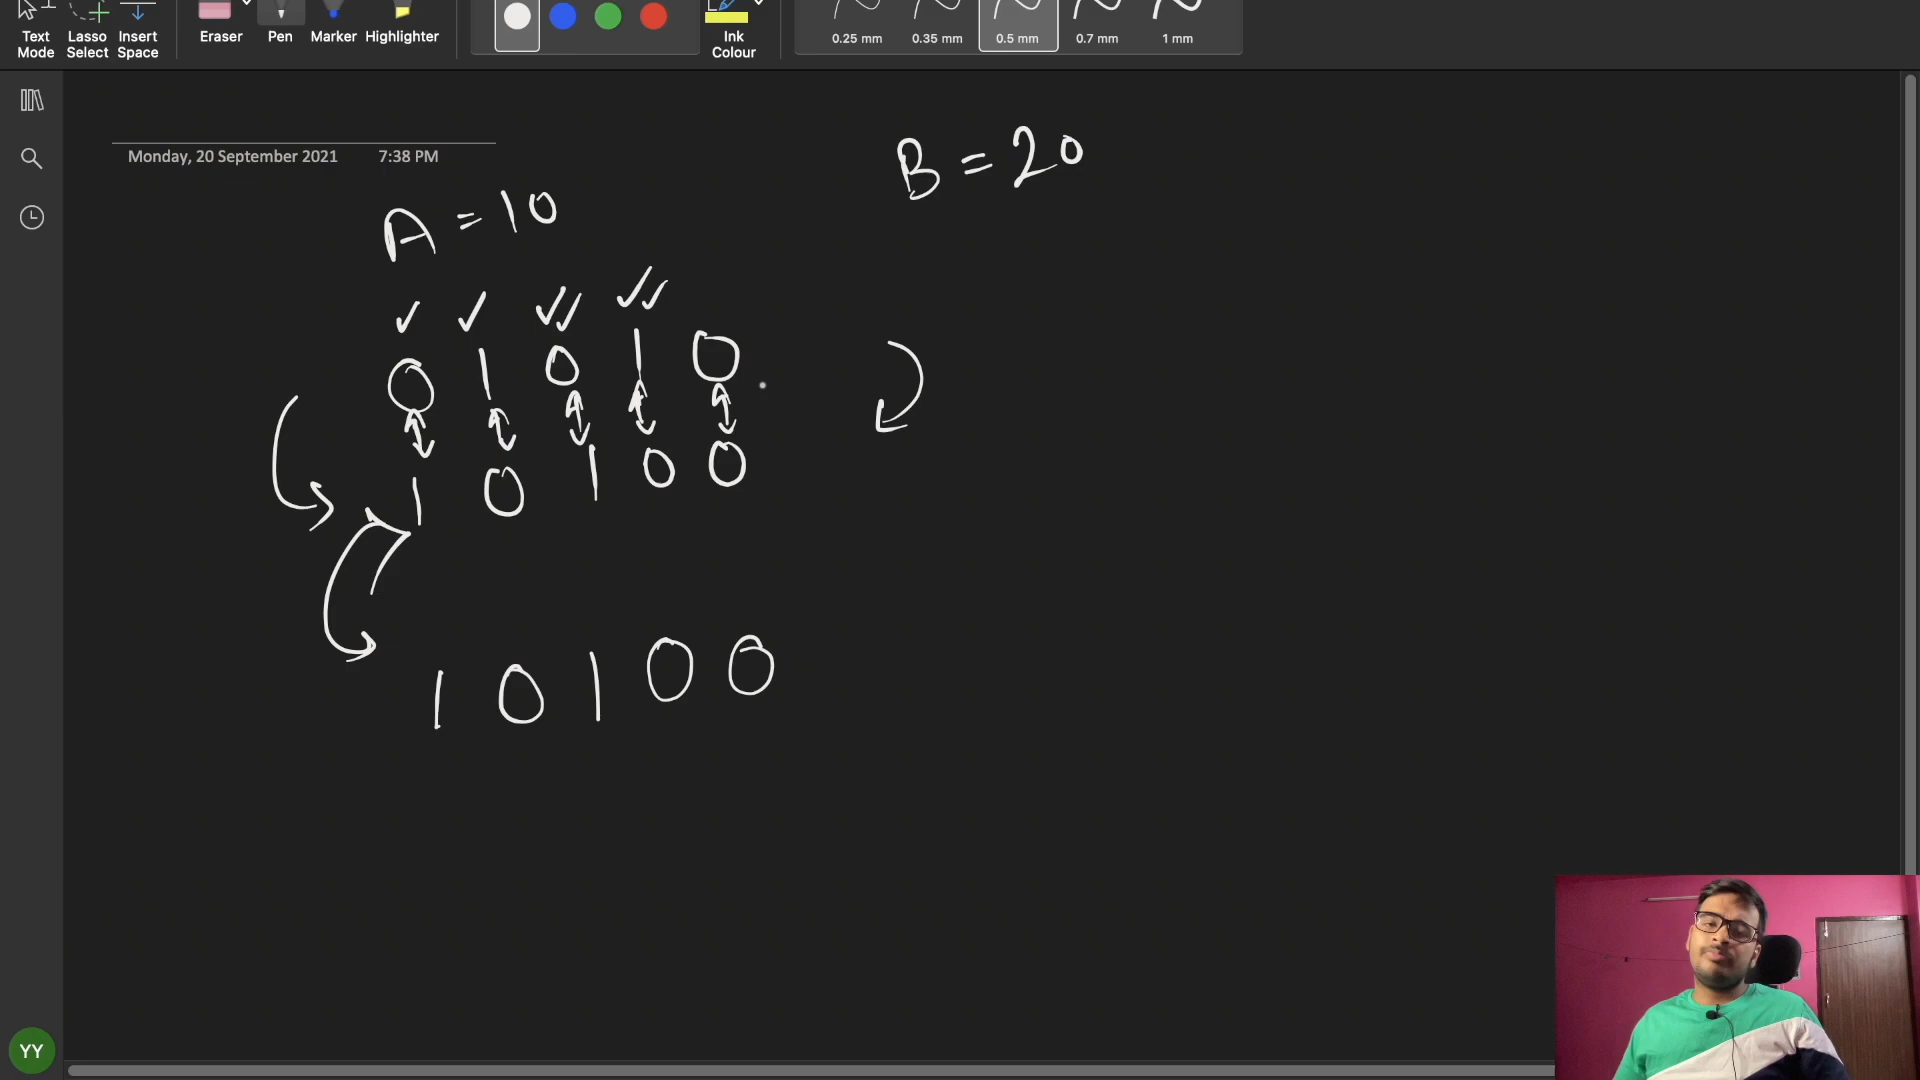 Text Mode
Lasso Select
Insert Space
Eraser
Pen
Marker
Highlighter
Ink Colour
0.25 mm
0.35 mm
0.5 mm
0.7 mm
1 mm
Monday, 20 September 2021 7:38 PM
B = 20
A = 10
0 1 0 1 0
1 0 1 0 0
1 0 1 0 0
YY